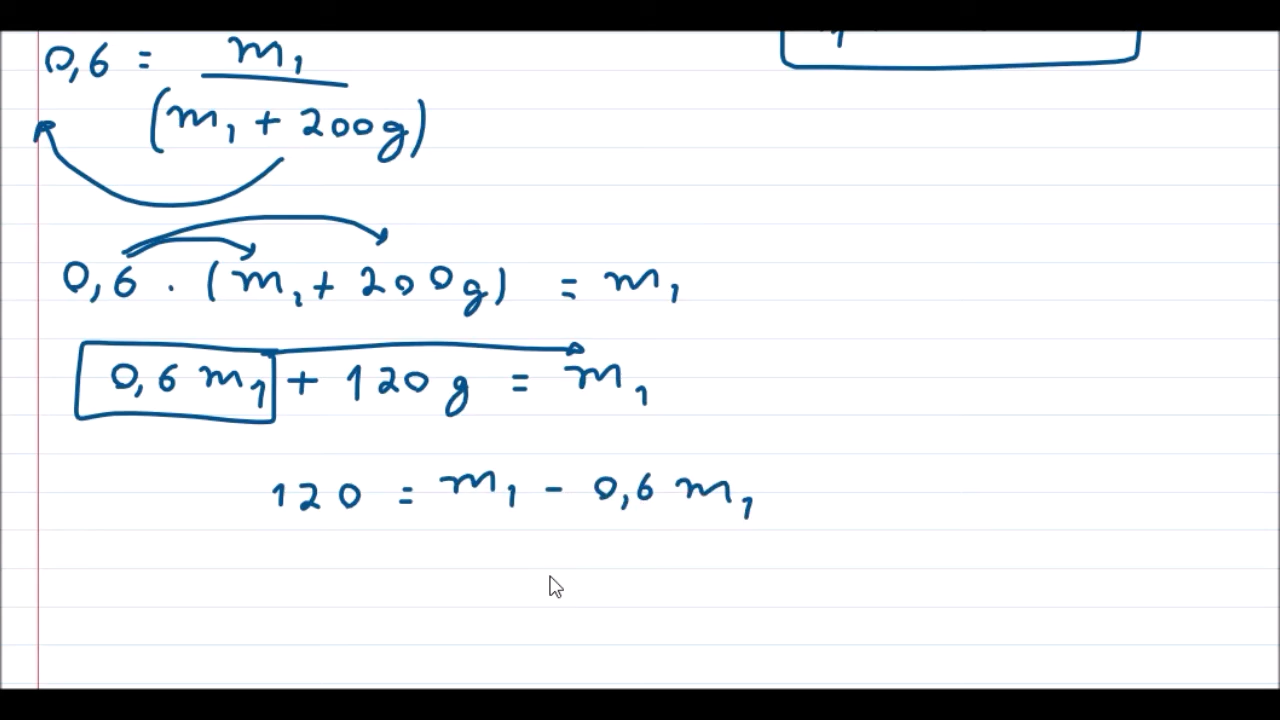 0,6 = m₁ / (m₁ + 200g)
0,6 · (m₁ + 200g) = m₁
0,6 m₁ + 120g = m₁
120 = m₁ - 0,6 m₁